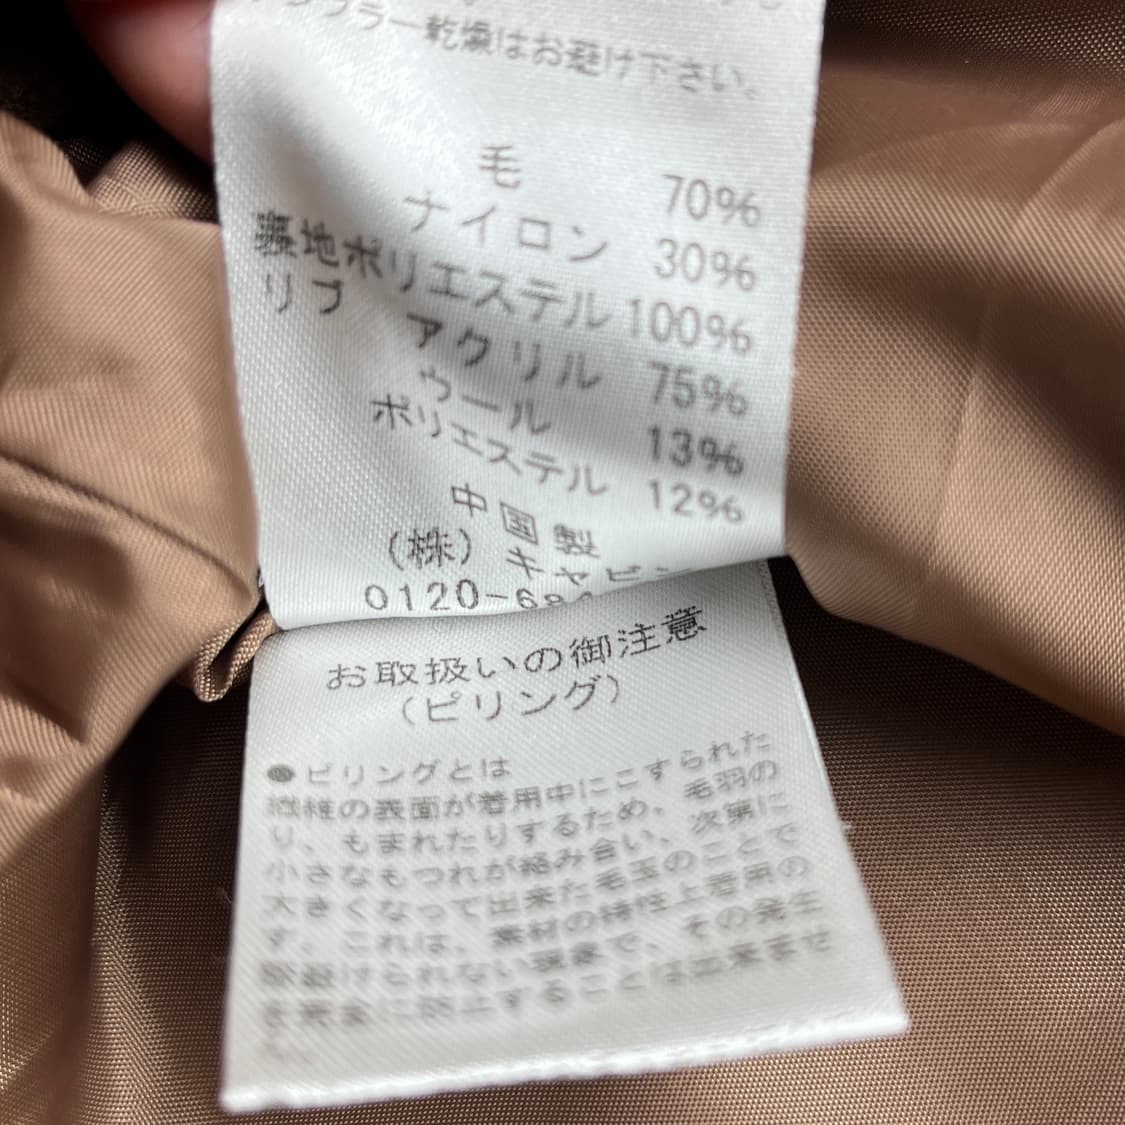 タンブラー乾燥はお避け下さい。
毛 70%
ナイロン 30%
裏地ポリエステル 100%
リブ アクリル 75%
ウール 13%
ポリエステル 12%
中国製
(株) キャビン
0120-684
お取扱いの御注意
(ピリング)
●ピリングとは
繊維の表面が着用中にこすられた
り、もまれたりするため、毛羽の
小さなもつれが絡み合い、次第に
大きくなって出来た毛玉のことで
す。これは、素材の特性上着用の
際避けられない現象で、その発生
を完全に防止することは出来ませ
ん。